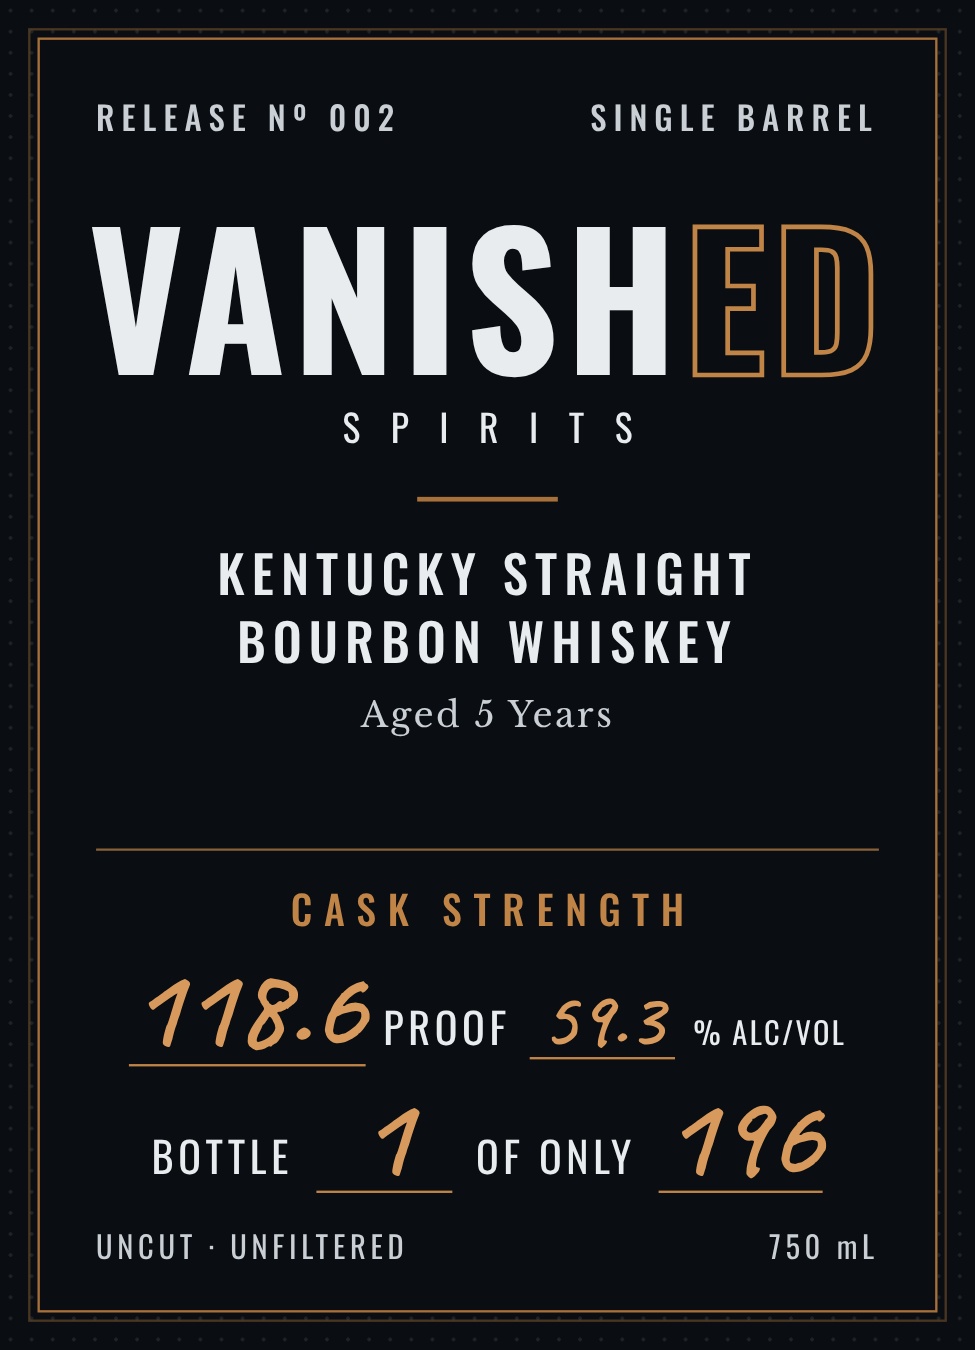 RELEASE Nº 002 SINGLE BARREL
VANISHED
SPIRITS
KENTUCKY STRAIGHT
BOURBON WHISKEY
Aged 5 Years
CASK STRENGTH
118.6 PROOF 59.3 % ALC/VOL
BOTTLE 1 OF ONLY 196
UNCUT · UNFILTERED 750 mL